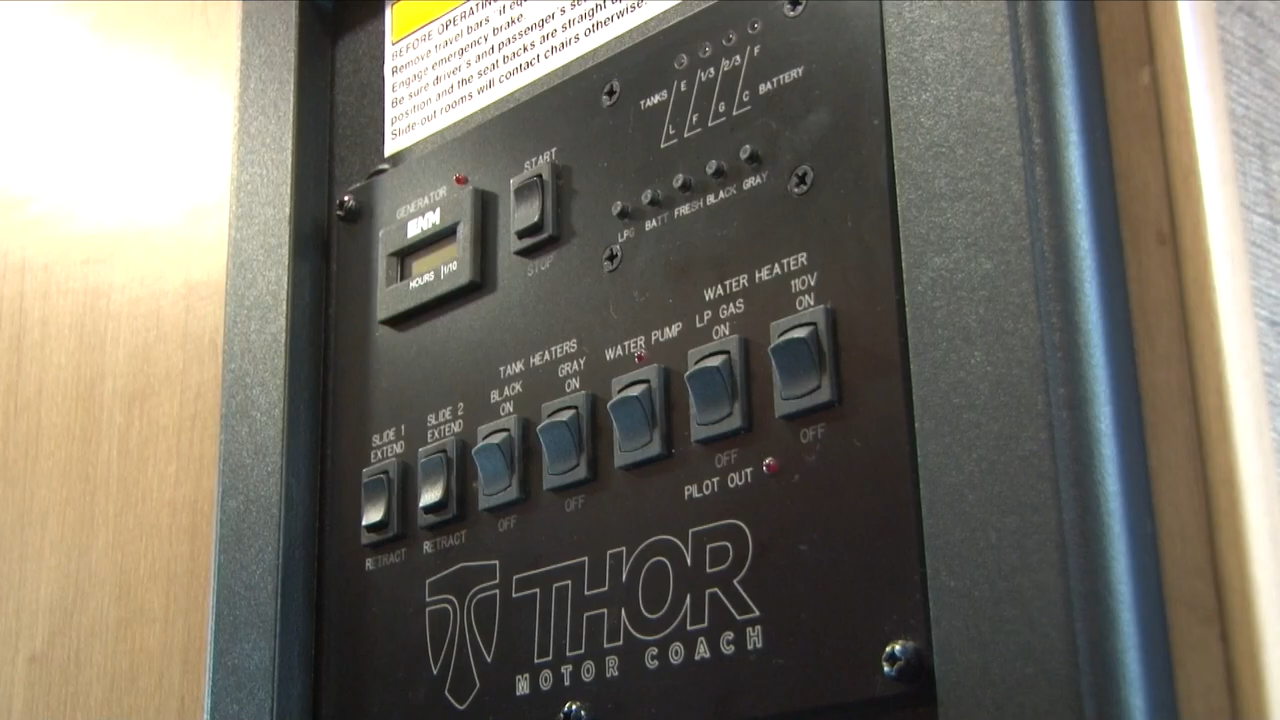 BEFORE OPERATING
Remove travel bars - if
Engage emergency brake.
Be sure driver's and passenger's
position and the seat backs are straight
Slide-out rooms will contact chairs otherwise.
TANKS E 1/3 2/3 F
L F G C BATTERY
LPG BATT FRESH BLACK GRAY
GENERATOR
ENM
HOURS 1/10
START
STOP
WATER HEATER
LP GAS
ON
110V
ON
OFF
OFF
PILOT OUT
WATER PUMP
TANK HEATERS
BLACK
ON
GRAY
ON
OFF
OFF
SLIDE 1
EXTEND
RETRACT
SLIDE 2
EXTEND
RETRACT
THOR
MOTOR COACH